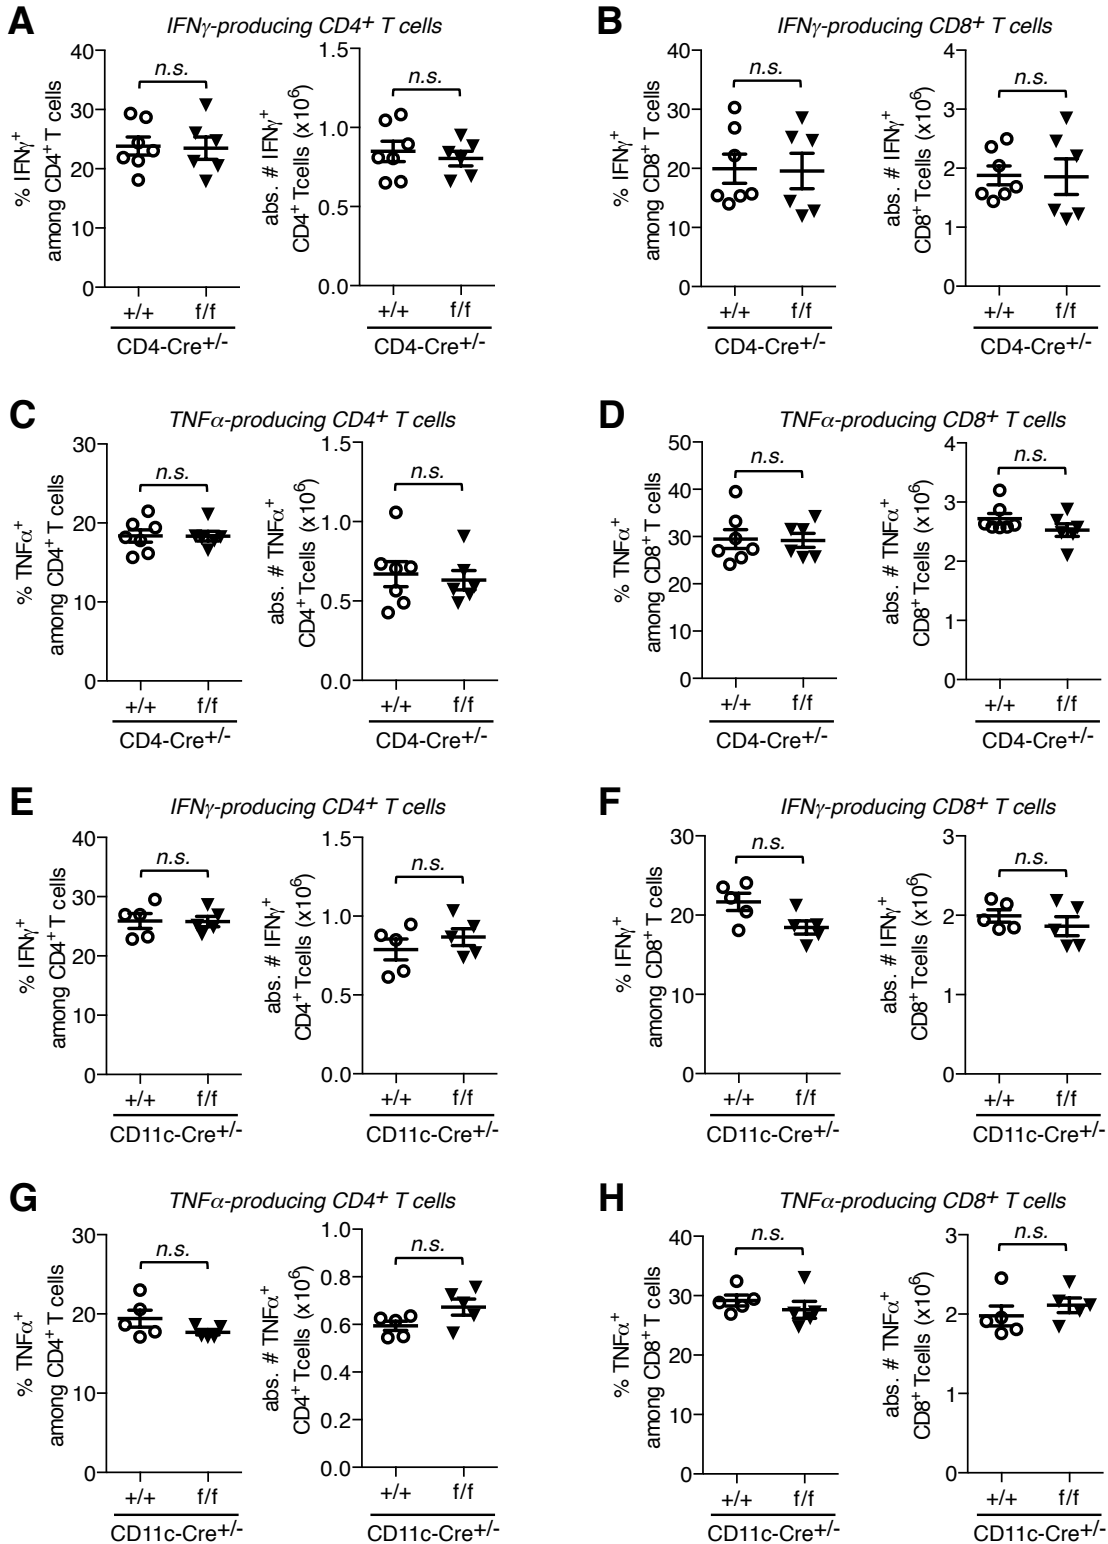 A
IFNγ-producing CD4+ T cells
% IFNγ+
among CD4+ T cells
40
30
20
10
0
n.s.
+/+ f/f
CD4-Cre+/-
abs. # IFNγ+
CD4+ Tcells (x10^6)
1.5
1.0
0.5
0.0
n.s.
+/+ f/f
CD4-Cre+/-
B
IFNγ-producing CD8+ T cells
% IFNγ+
among CD8+ T cells
40
30
20
10
0
n.s.
+/+ f/f
CD4-Cre+/-
abs. # IFNγ+
CD8+ Tcells (x10^6)
4
3
2
1
0
n.s.
+/+ f/f
CD4-Cre+/-
C
TNFα-producing CD4+ T cells
% TNFα+
among CD4+ T cells
30
20
10
0
n.s.
+/+ f/f
CD4-Cre+/-
abs. # TNFα+
CD4+ Tcells (x10^6)
1.5
1.0
0.5
0.0
n.s.
+/+ f/f
CD4-Cre+/-
D
TNFα-producing CD8+ T cells
% TNFα+
among CD8+ T cells
50
40
30
20
10
0
n.s.
+/+ f/f
CD4-Cre+/-
abs. # TNFα+
CD8+ Tcells (x10^6)
4
3
2
1
0
n.s.
+/+ f/f
CD4-Cre+/-
E
IFNγ-producing CD4+ T cells
% IFNγ+
among CD4+ T cells
40
30
20
10
0
n.s.
+/+ f/f
CD11c-Cre+/-
abs. # IFNγ+
CD4+ Tcells (x10^6)
1.5
1.0
0.5
0.0
n.s.
+/+ f/f
CD11c-Cre+/-
F
IFNγ-producing CD8+ T cells
% IFNγ+
among CD8+ T cells
30
20
10
0
n.s.
+/+ f/f
CD11c-Cre+/-
abs. # IFNγ+
CD8+ Tcells (x10^6)
3
2
1
0
n.s.
+/+ f/f
CD11c-Cre+/-
G
TNFα-producing CD4+ T cells
% TNFα+
among CD4+ T cells
30
20
10
0
n.s.
+/+ f/f
CD11c-Cre+/-
abs. # TNFα+
CD4+ Tcells (x10^6)
1.0
0.8
0.6
0.4
0.2
0.0
n.s.
+/+ f/f
CD11c-Cre+/-
H
TNFα-producing CD8+ T cells
% TNFα+
among CD8+ T cells
40
30
20
10
0
n.s.
+/+ f/f
CD11c-Cre+/-
abs. # TNFα+
CD8+ Tcells (x10^6)
3
2
1
0
n.s.
+/+ f/f
CD11c-Cre+/-